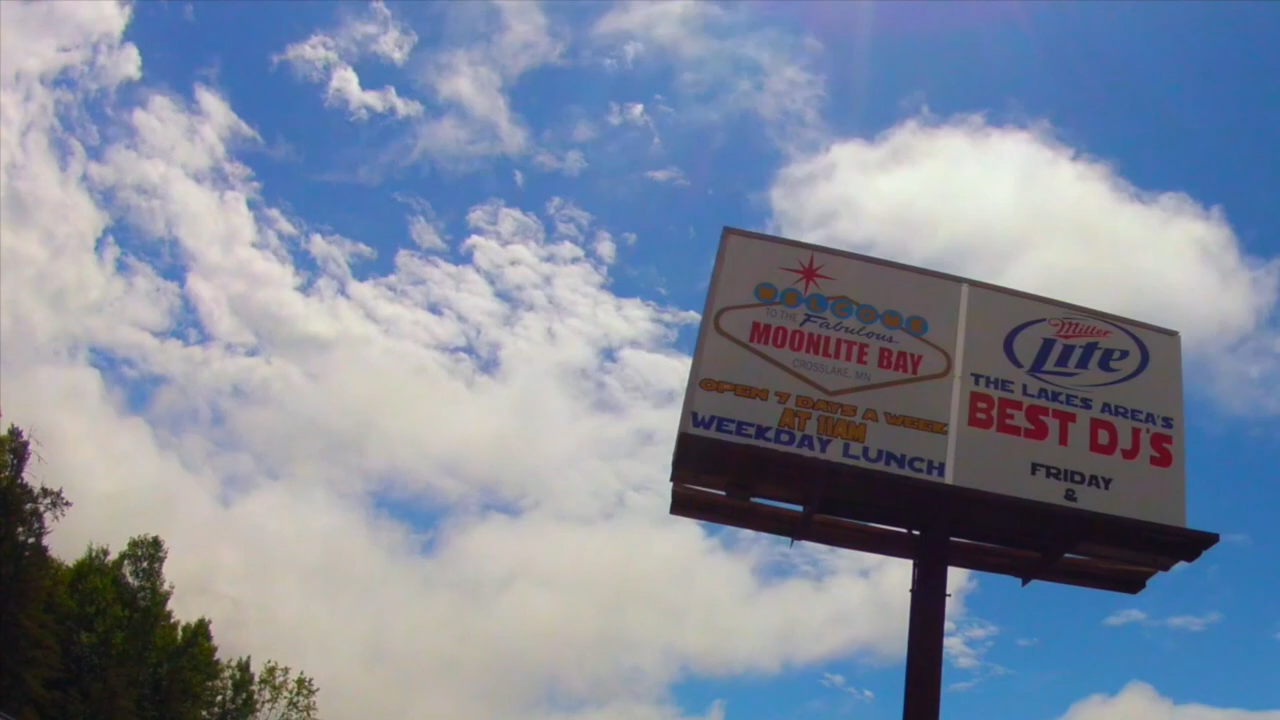 WELCOME
TO THE Fabulous
MOONLITE BAY
CROSSLAKE, MN
OPEN 7 DAYS A WEEK
AT 11AM
WEEKDAY LUNCH
Miller
Lite
THE LAKES AREA'S
BEST DJ'S
FRIDAY
&